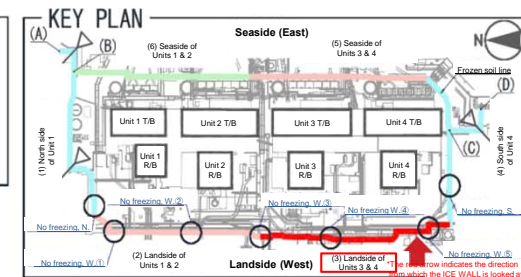 KEY PLAN
Seaside (East)
N
(A)
(B)
(6) Seaside of
Units 1 & 2
(5) Seaside of
Units 3 & 4
Frozen soil line
(D)
(1) North side
of Unit 1
Unit 1 T/B
Unit 2 T/B
Unit 3 T/B
Unit 4 T/B
(C)
(4) South side
of Unit 4
Unit 1
R/B
Unit 2
R/B
Unit 3
R/B
Unit 4
R/B
No freezing, W.②
No freezing, W.③
No freezing W.④
No freezing, S.
No freezing, N.
No freezing, W.①
(2) Landside of
Units 1 & 2
Landside (West)
(3) Landside of
Units 3 & 4
No freezing, W.⑤
*The red arrow indicates the direction
from which the ICE WALL is looked